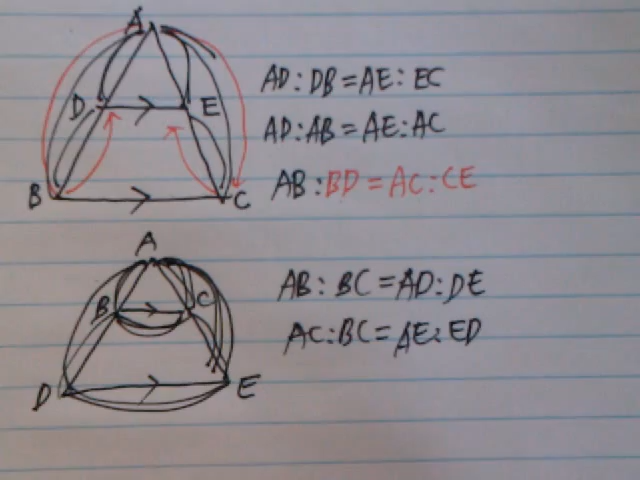 A
D E
B C
AD:DB=AE:EC
AD:AB=AE:AC
AB:BD=AC:CE
A
B C
D E
AB:BC=AD:DE
AC:BC=AE:ED